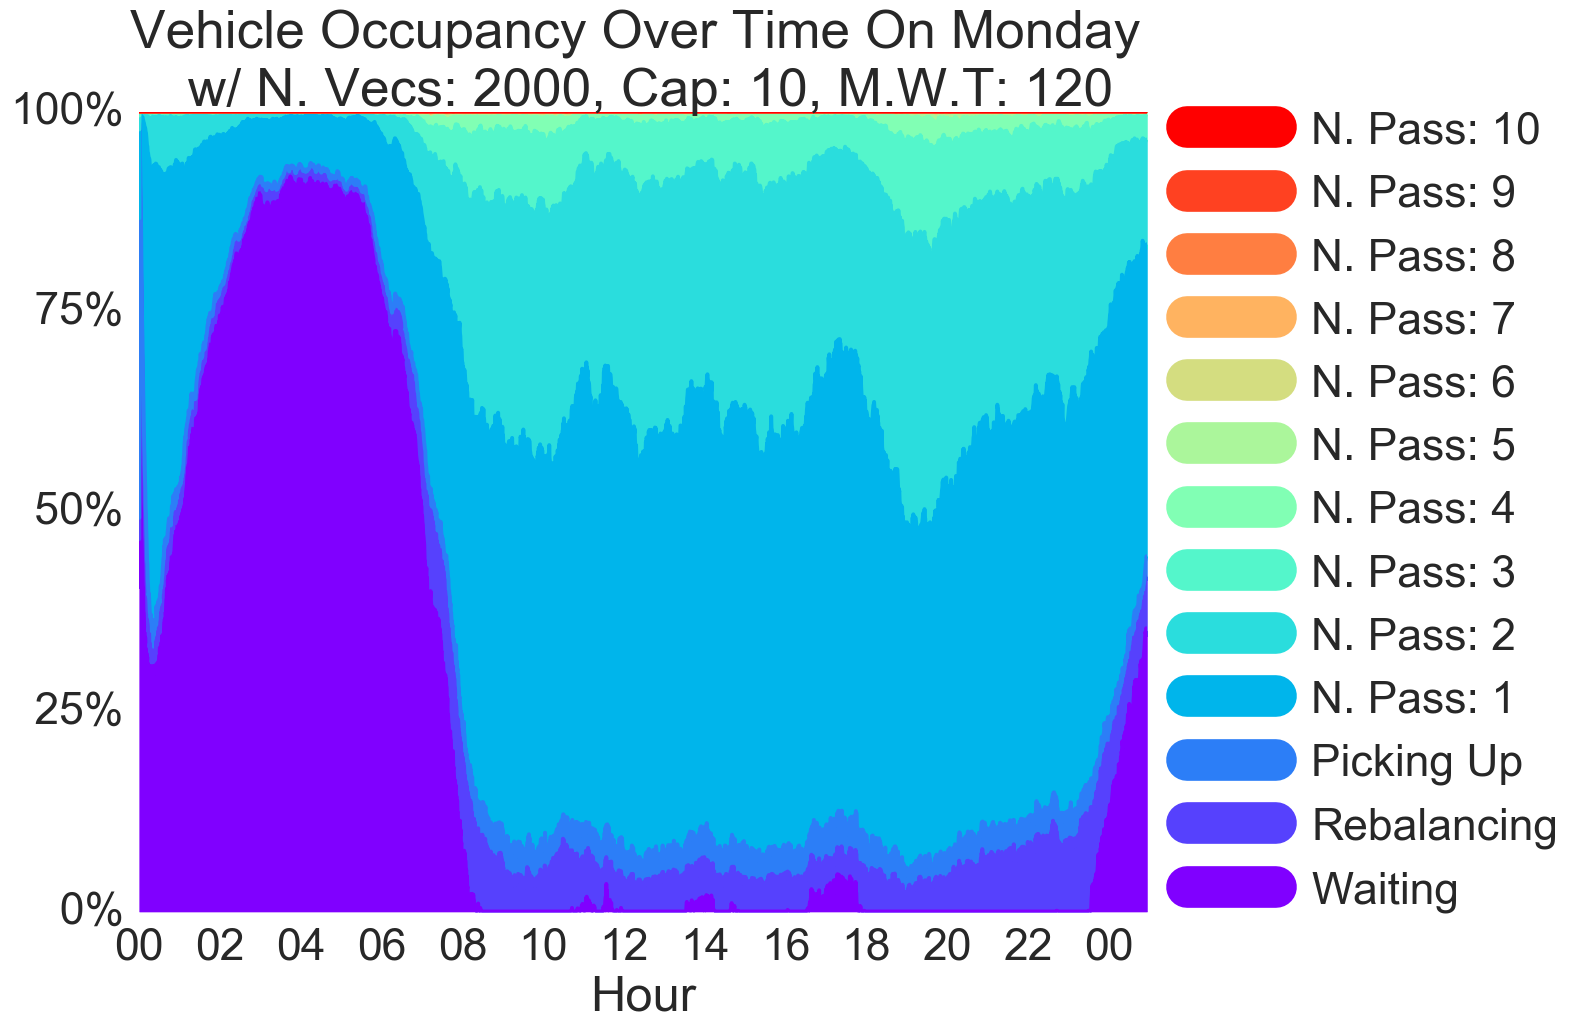 Vehicle Occupancy Over Time On Monday
w/ N. Vecs: 2000, Cap: 10, M.W.T: 120
100%
75%
50%
25%
0%
00 02 04 06 08 10 12 14 16 18 20 22 00
Hour
N. Pass: 10
N. Pass: 9
N. Pass: 8
N. Pass: 7
N. Pass: 6
N. Pass: 5
N. Pass: 4
N. Pass: 3
N. Pass: 2
N. Pass: 1
Picking Up
Rebalancing
Waiting